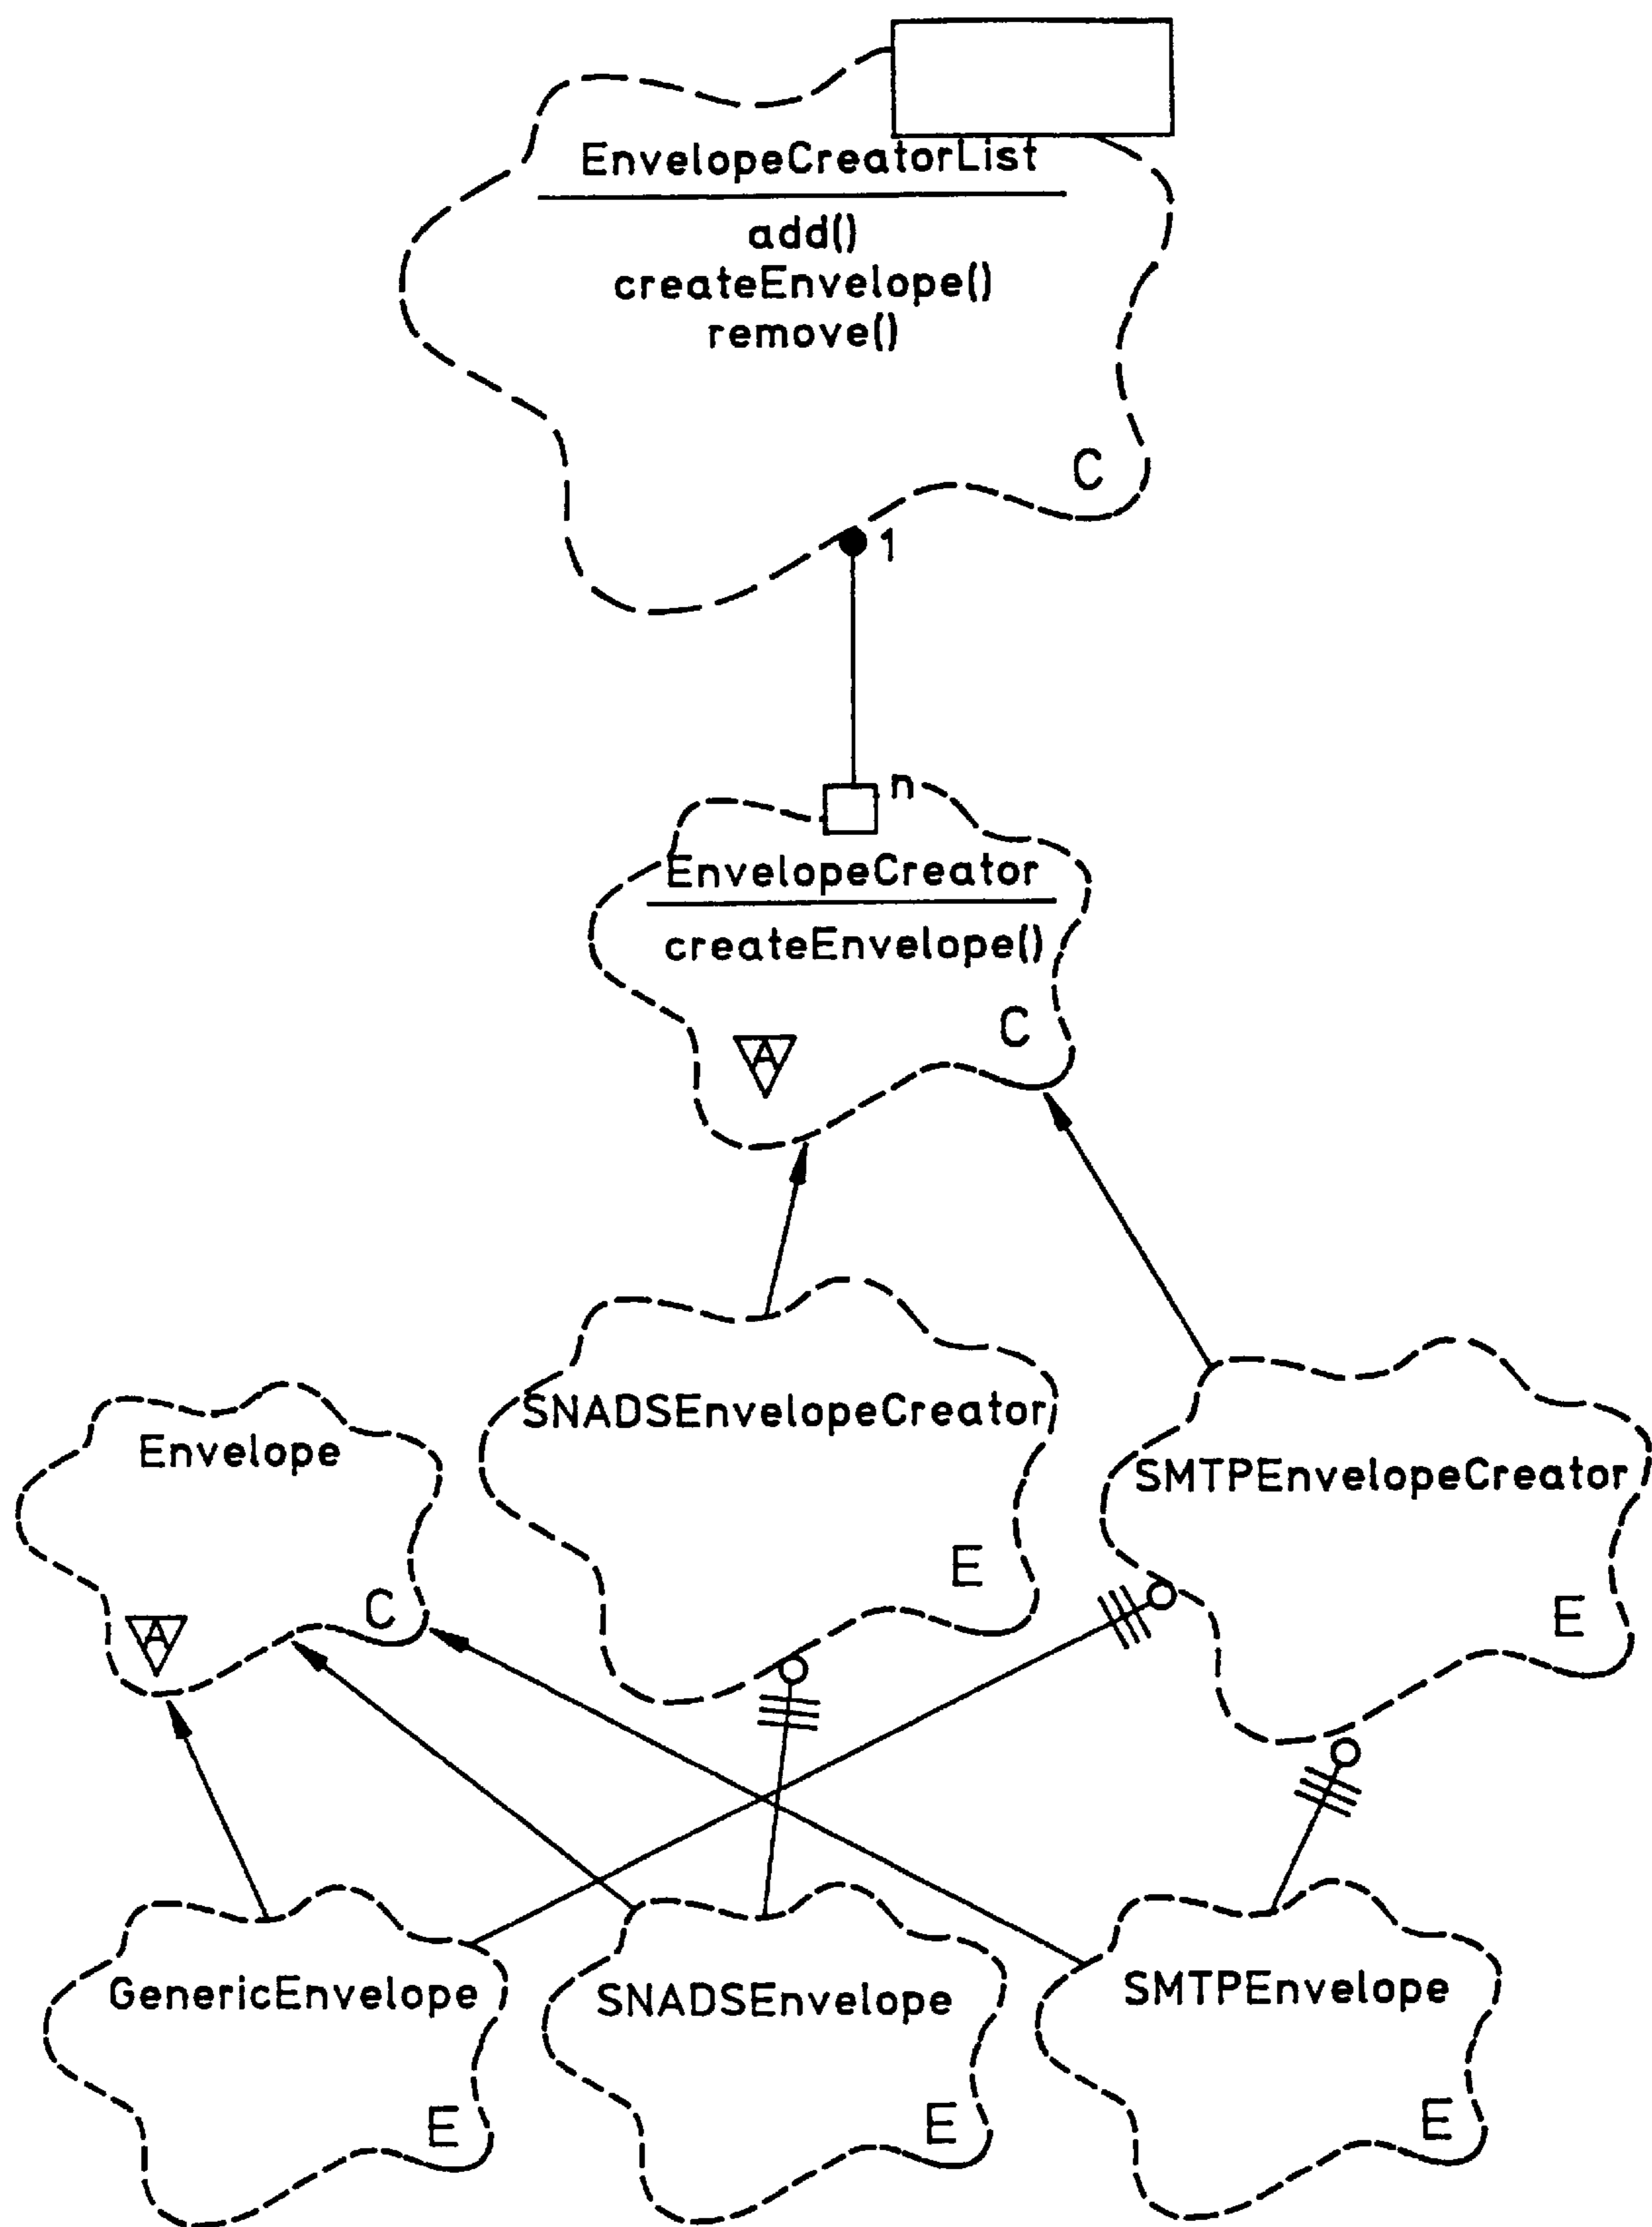 EnvelopeCreatorList
add()
createEnvelope()
remove()
C
1
n
EnvelopeCreator
createEnvelope()
C
A
SNADSEnvelopeCreator
E
SMTPEnvelopeCreator
E
Envelope
C
A
GenericEnvelope
E
SNADSEnvelope
E
SMTPEnvelope
E